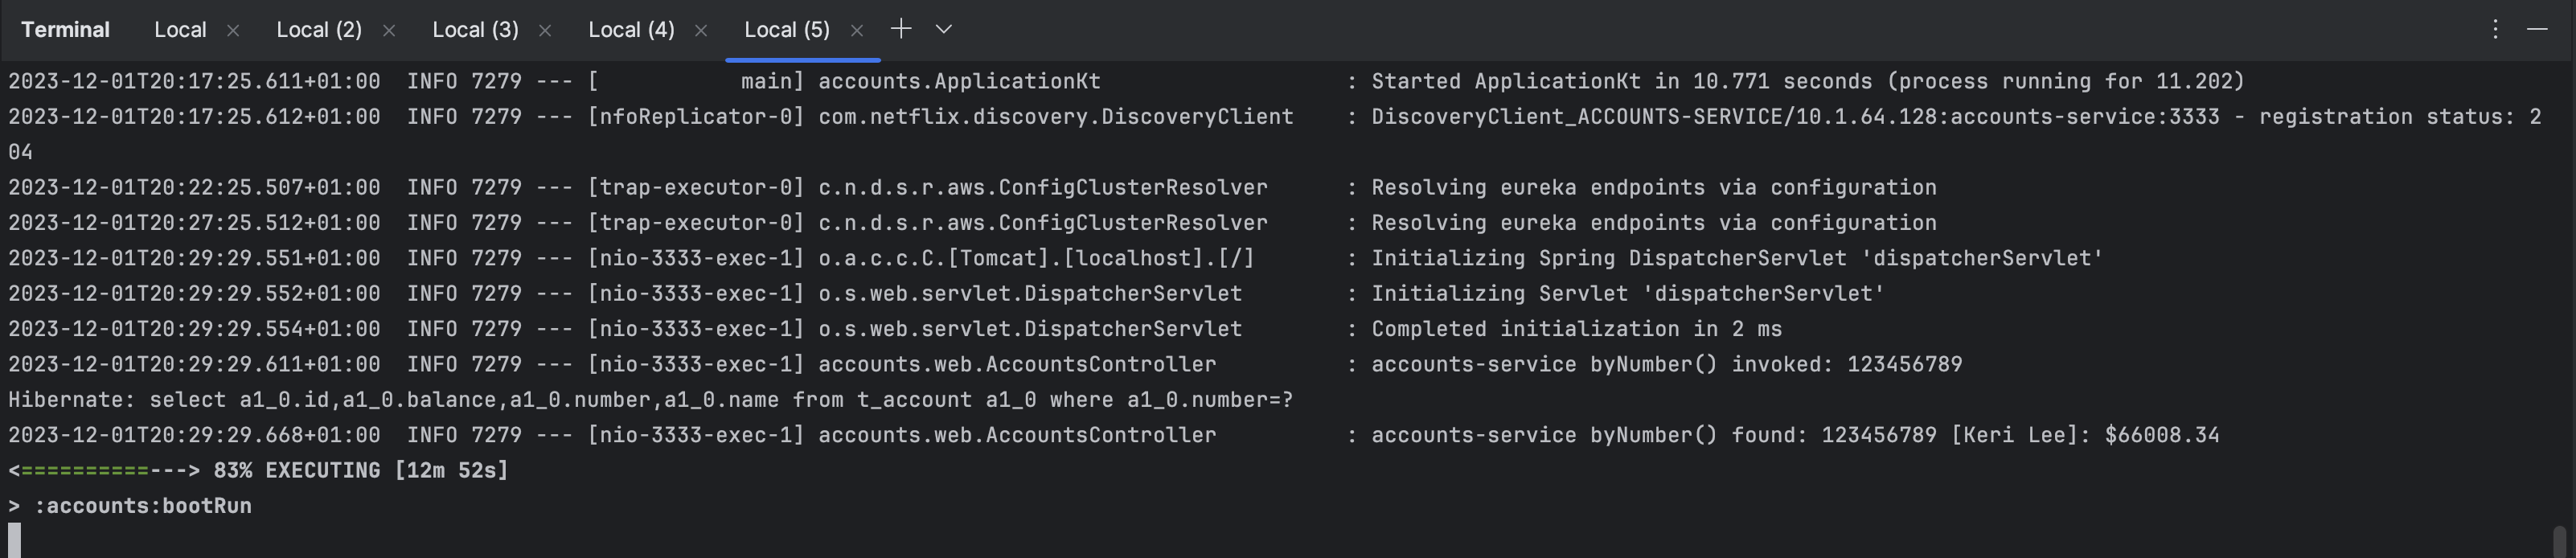 Terminal Local × Local (2) × Local (3) × Local (4) × Local (5) ×
2023-12-01T20:17:25.611+01:00  INFO 7279 --- [           main] accounts.ApplicationKt                   : Started ApplicationKt in 10.771 seconds (process running for 11.202)
2023-12-01T20:17:25.612+01:00  INFO 7279 --- [nfoReplicator-0] com.netflix.discovery.DiscoveryClient    : DiscoveryClient_ACCOUNTS-SERVICE/10.1.64.128:accounts-service:3333 - registration status: 2
04
2023-12-01T20:22:25.507+01:00  INFO 7279 --- [trap-executor-0] c.n.d.s.r.aws.ConfigClusterResolver      : Resolving eureka endpoints via configuration
2023-12-01T20:27:25.512+01:00  INFO 7279 --- [trap-executor-0] c.n.d.s.r.aws.ConfigClusterResolver      : Resolving eureka endpoints via configuration
2023-12-01T20:29:29.551+01:00  INFO 7279 --- [nio-3333-exec-1] o.a.c.c.C.[Tomcat].[localhost].[/]       : Initializing Spring DispatcherServlet 'dispatcherServlet'
2023-12-01T20:29:29.552+01:00  INFO 7279 --- [nio-3333-exec-1] o.s.web.servlet.DispatcherServlet        : Initializing Servlet 'dispatcherServlet'
2023-12-01T20:29:29.554+01:00  INFO 7279 --- [nio-3333-exec-1] o.s.web.servlet.DispatcherServlet        : Completed initialization in 2 ms
2023-12-01T20:29:29.611+01:00  INFO 7279 --- [nio-3333-exec-1] accounts.web.AccountsController          : accounts-service byNumber() invoked: 123456789
Hibernate: select a1_0.id,a1_0.balance,a1_0.number,a1_0.name from t_account a1_0 where a1_0.number=?
2023-12-01T20:29:29.668+01:00  INFO 7279 --- [nio-3333-exec-1] accounts.web.AccountsController          : accounts-service byNumber() found: 123456789 [Keri Lee]: $66008.34
<==========---> 83% EXECUTING [12m 52s]
> :accounts:bootRun